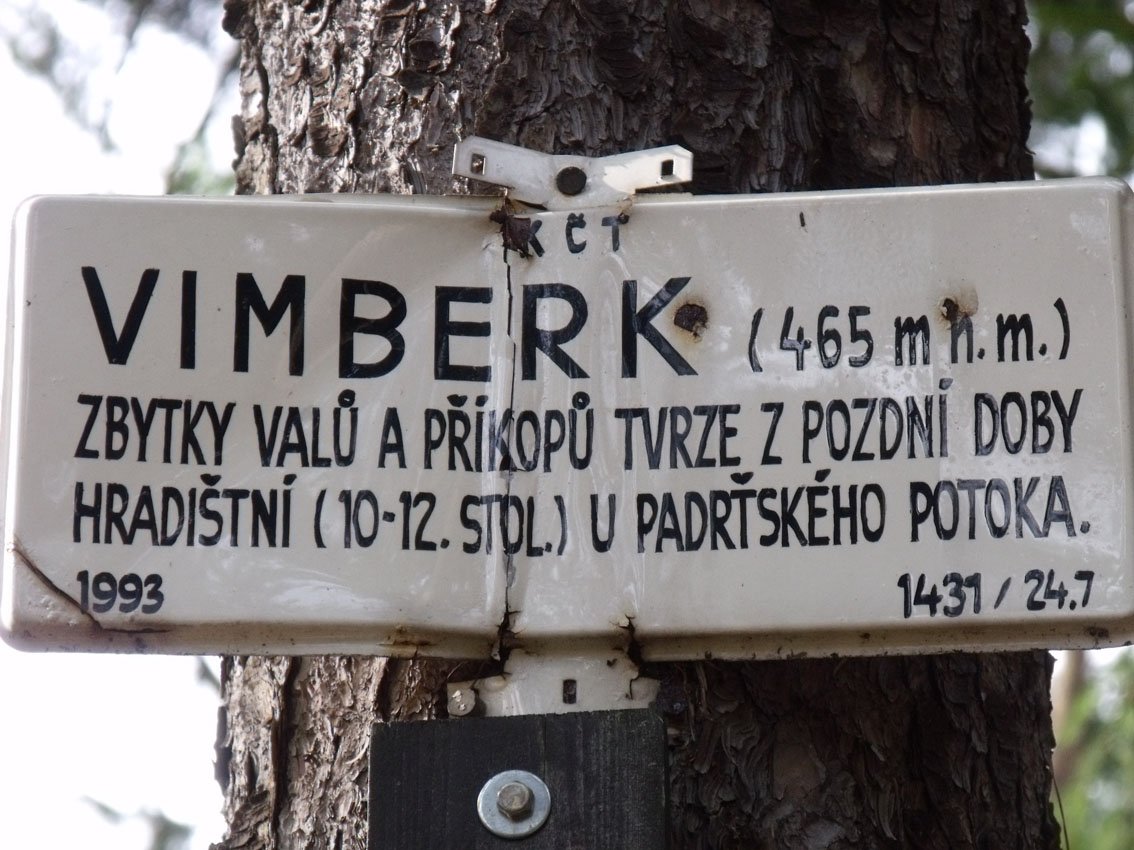 KČT
VIMBERK (465 m n.m.)
ZBYTKY VALŮ A PŘÍKOPŮ TVRZE Z POZDNÍ DOBY
HRADIŠTNÍ (10-12. STOL.) U PADRŤSKÉHO POTOKA.
1993 1431/24.7